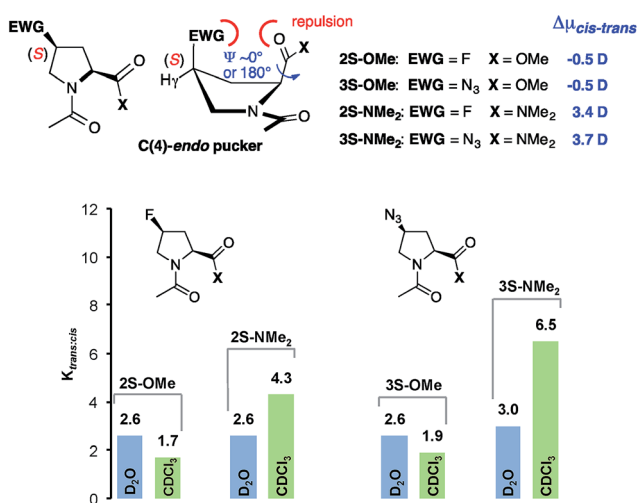 EWG
(S)
N
O
X
O
EWG
repulsion
(S)
Ψ ~0°
or 180°
Hγ
O
X
N
O
C(4)-endo pucker
Δμcis-trans
2S-OMe: EWG = F X = OMe -0.5 D
3S-OMe: EWG = N3 X = OMe -0.5 D
2S-NMe2: EWG = F X = NMe2 3.4 D
3S-NMe2: EWG = N3 X = NMe2 3.7 D
Ktrans:cis
12
10
8
6
4
2
0
F
N
O
X
O
N3
N
O
X
O
2S-OMe
2.6
1.7
D2O
CDCl3
2S-NMe2
2.6
4.3
D2O
CDCl3
3S-OMe
2.6
1.9
D2O
CDCl3
3S-NMe2
3.0
6.5
D2O
CDCl3